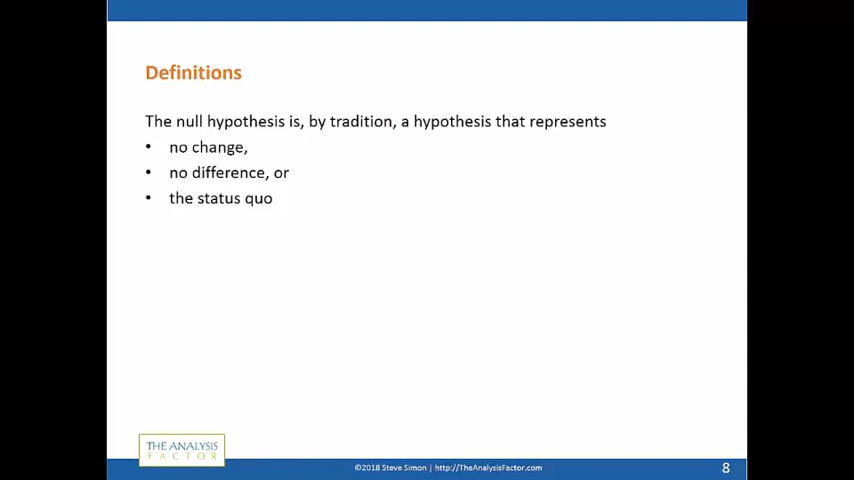 Definitions
The null hypothesis is, by tradition, a hypothesis that represents
• no change,
• no difference, or
• the status quo
THE ANALYSIS
FACTOR
©2018 Steve Simon | http://TheAnalysisFactor.com
8